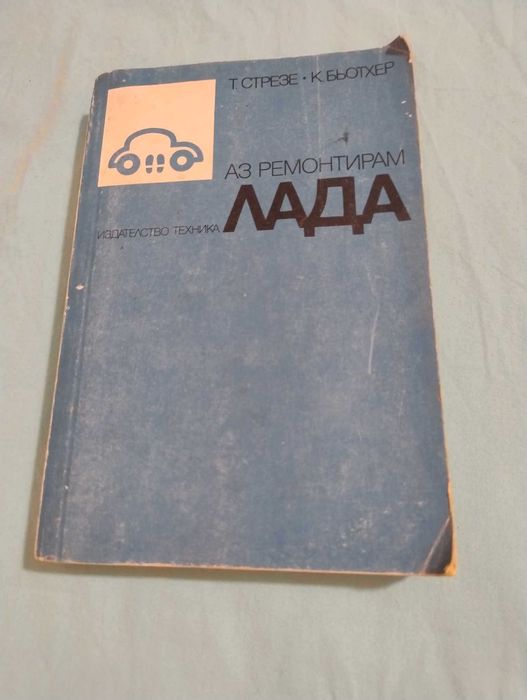 Т. СТРЕЗЕ · К. БЬОТХЕР
АЗ РЕМОНТИРАМ
ЛАДА
ИЗДАТЕЛСТВО ТЕХНИКА